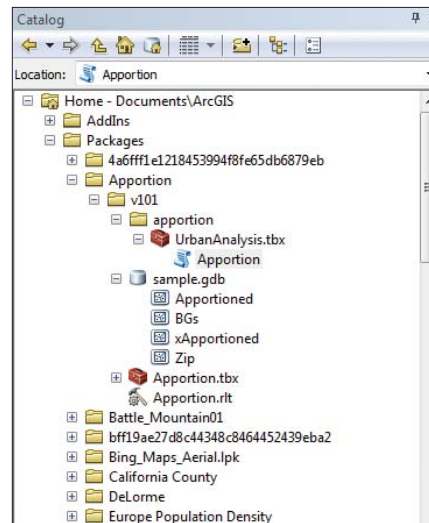 Catalog
Location: Apportion
Home - Documents\ArcGIS
AddIns
Packages
4a6fff1e1218453994f8fe65db6879eb
Apportion
v101
apportion
UrbanAnalysis.tbx
Apportion
sample.gdb
Apportioned
BGs
xApportioned
Zip
Apportion.tbx
Apportion.rlt
Battle_Mountain01
bff19ae27d8c44348c8464452439eba2
Bing_Maps_Aerial.lpk
California County
DeLorme
Europe Population Density